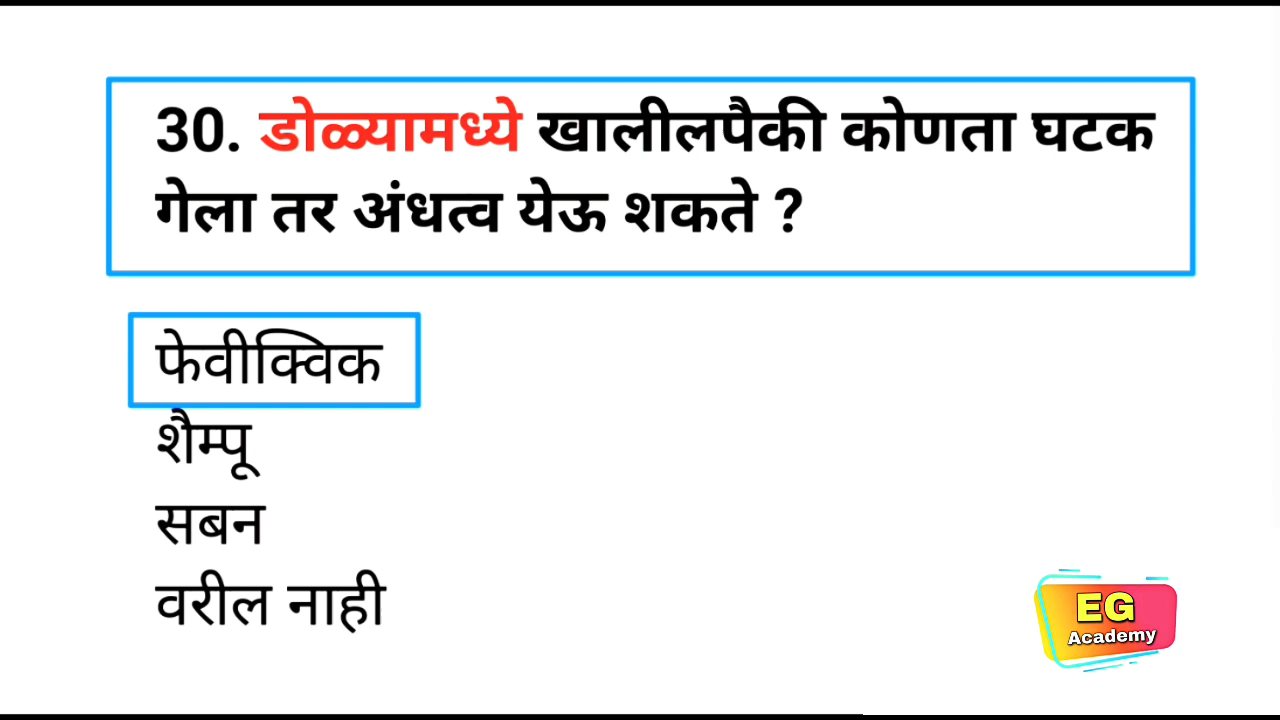 30. डोळ्यामध्ये खालीलपैकी कोणता घटक
गेला तर अंधत्व येऊ शकते ?
फेवीक्विक
शैम्पू
सबन
वरील नाही
EG
Academy